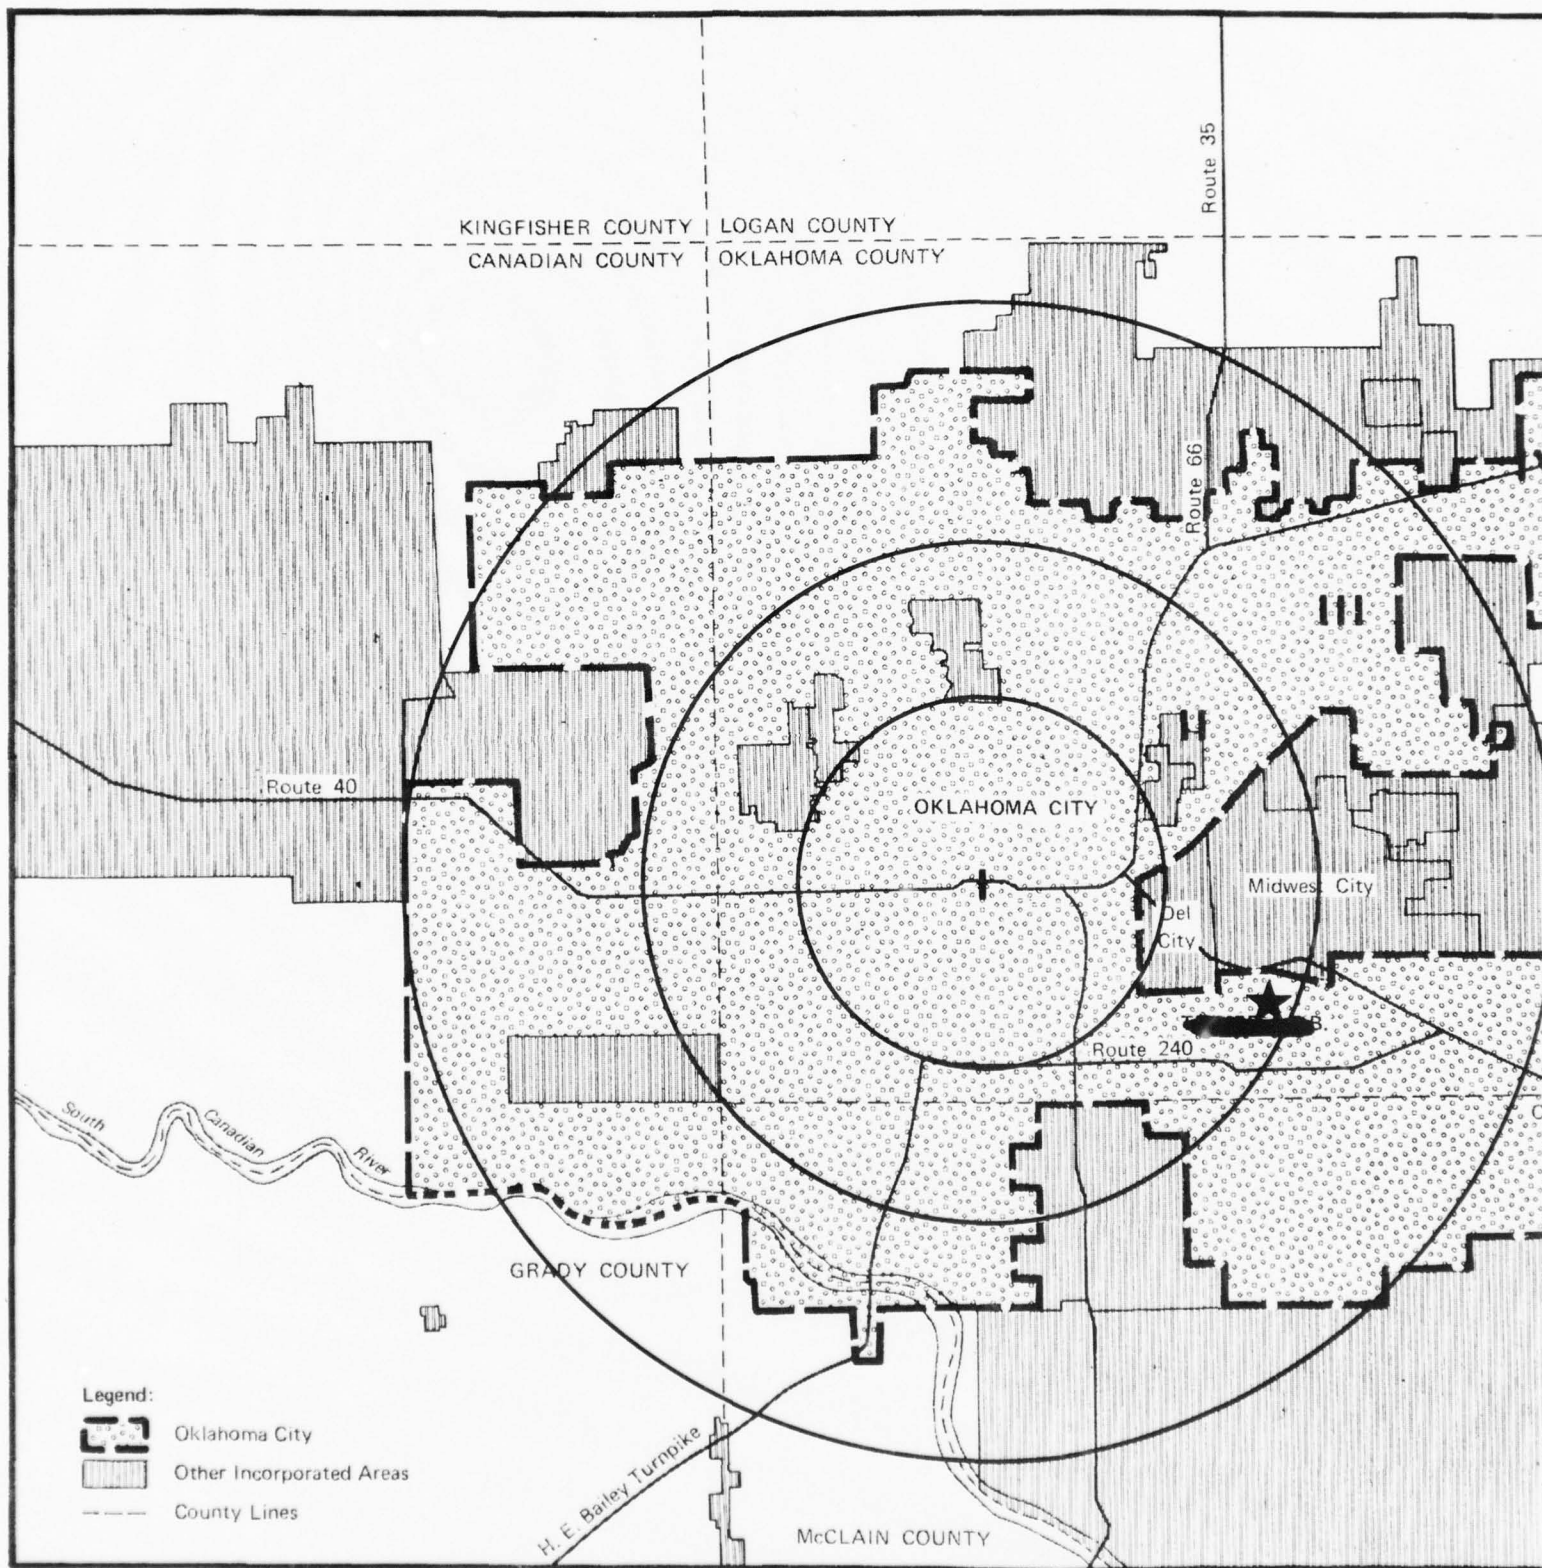 Route 35
KINGFISHER COUNTY
LOGAN COUNTY
CANADIAN COUNTY
OKLAHOMA COUNTY
Route 66
Route 40
OKLAHOMA CITY
Midwest City
Del
City
Route 240
South
Canadian
River
GRADY COUNTY
Legend:
Oklahoma City
Other Incorporated Areas
County Lines
H. E. Bailey Turnpike
McCLAIN COUNTY